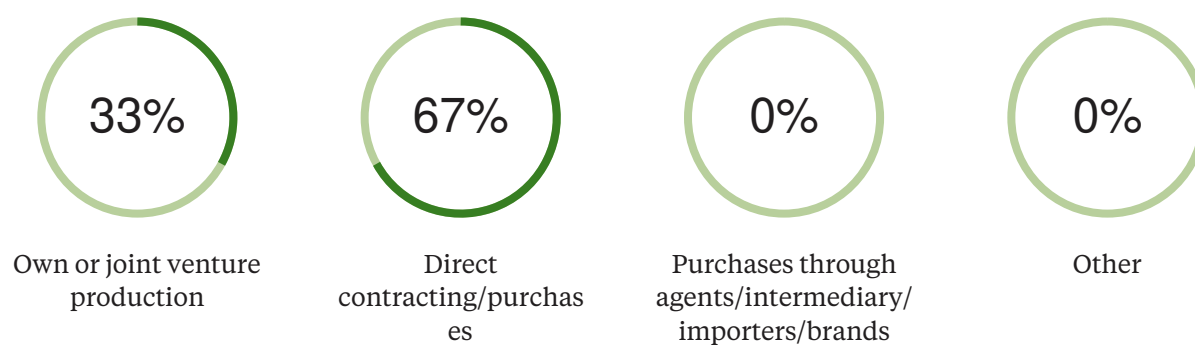 33%
67%
0%
0%
Own or joint venture
production
Direct
contracting/purchas
es
Purchases through
agents/intermediary/
importers/brands
Other